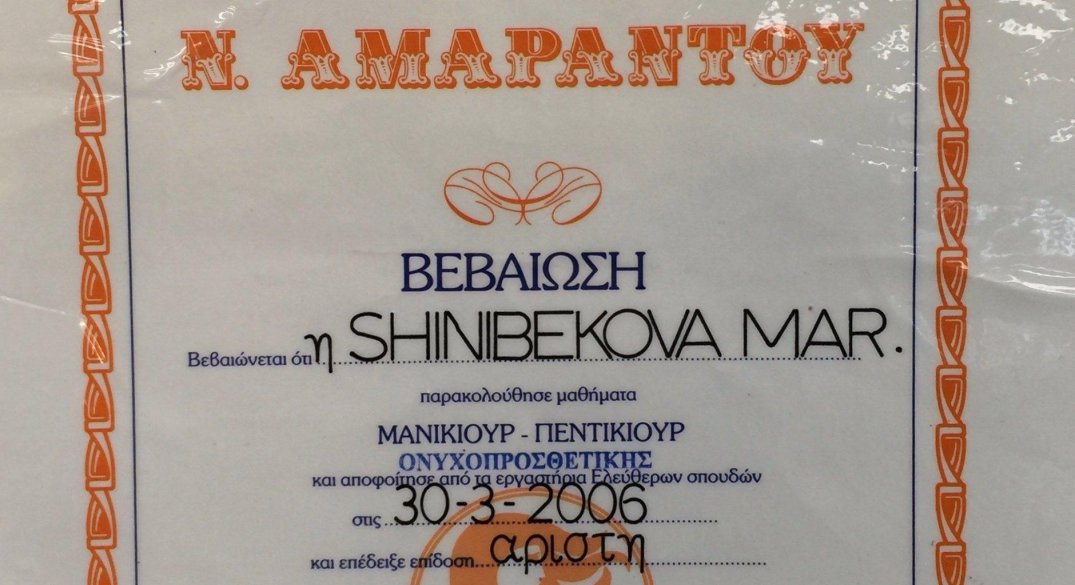 Ν. ΑΜΑΡΑΝΤΟΥ
ΒΕΒΑΙΩΣΗ
Βεβαιώνεται ότι η SHINIBEKOVA MAR.
παρακολούθησε μαθήματα
ΜΑΝΙΚΙΟΥΡ - ΠΕΝΤΙΚΙΟΥΡ
ΟΝΥΧΟΠΡΟΣΘΕΤΙΚΗΣ
και αποφοίτησε από τα εργαστήρια Ελεύθερων σπουδών
στις 30-3-2006
και επέδειξε επίδοση αριστη